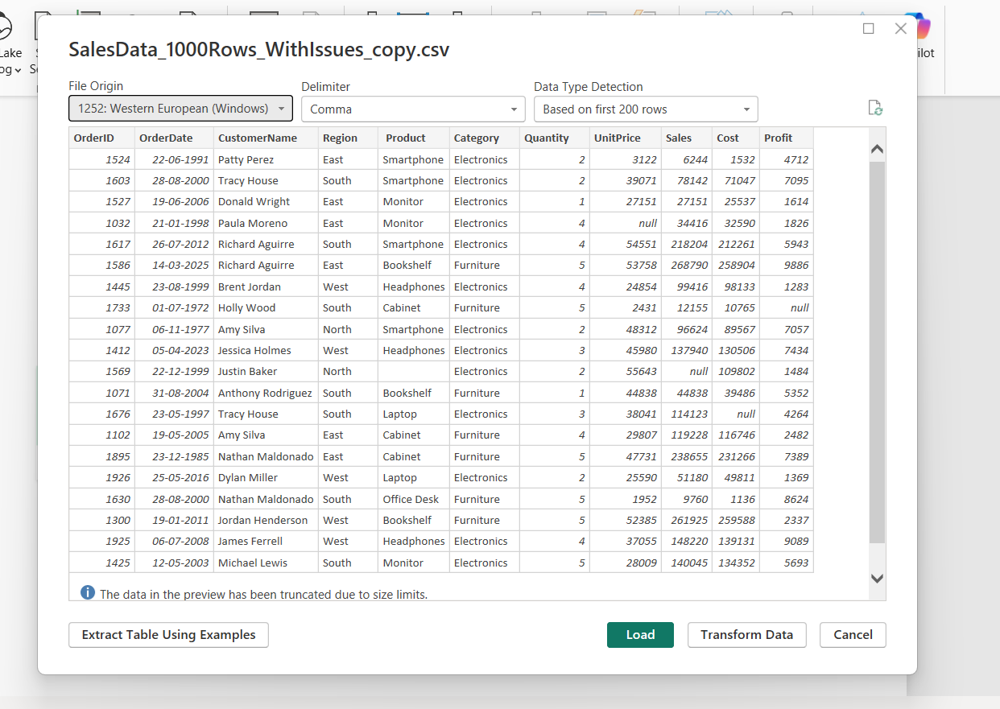 Lake
og
S
SalesData_1000Rows_WithIssues_copy.csv
ilot
File Origin Delimiter Data Type Detection
1252: Western European (Windows) Comma Based on first 200 rows
OrderID OrderDate CustomerName Region Product Category Quantity UnitPrice Sales Cost Profit
1524 22-06-1991 Patty Perez East Smartphone Electronics 2 3122 6244 1532 4712
1603 28-08-2000 Tracy House South Smartphone Electronics 2 39071 78142 71047 7095
1527 19-06-2006 Donald Wright East Monitor Electronics 1 27151 27151 25537 1614
1032 21-01-1998 Paula Moreno East Monitor Electronics 4 null 34416 32590 1826
1617 26-07-2012 Richard Aguirre South Smartphone Electronics 4 54551 218204 212261 5943
1586 14-03-2025 Richard Aguirre East Bookshelf Furniture 5 53758 268790 258904 9886
1445 23-08-1999 Brent Jordan West Headphones Electronics 4 24854 99416 98133 1283
1733 01-07-1972 Holly Wood South Cabinet Furniture 5 2431 12155 10765 null
1077 06-11-1977 Amy Silva North Smartphone Electronics 2 48312 96624 89567 7057
1412 05-04-2023 Jessica Holmes West Headphones Electronics 3 45980 137940 130506 7434
1569 22-12-1999 Justin Baker North Electronics 2 55643 null 109802 1484
1071 31-08-2004 Anthony Rodriguez South Bookshelf Furniture 1 44838 44838 39486 5352
1676 23-05-1997 Tracy House South Laptop Electronics 3 38041 114123 null 4264
1102 19-05-2005 Amy Silva East Cabinet Furniture 4 29807 119228 116746 2482
1895 23-12-1985 Nathan Maldonado East Cabinet Furniture 5 47731 238655 231266 7389
1926 25-05-2016 Dylan Miller West Laptop Electronics 2 25590 51180 49811 1369
1630 28-08-2000 Nathan Maldonado South Office Desk Furniture 5 1952 9760 1136 8624
1300 19-01-2011 Jordan Henderson West Bookshelf Furniture 5 52385 261925 259588 2337
1925 06-07-2008 James Ferrell West Headphones Electronics 4 37055 148220 139131 9089
1425 12-05-2003 Michael Lewis South Monitor Electronics 5 28009 140045 134352 5693
The data in the preview has been truncated due to size limits.
Extract Table Using Examples Load Transform Data Cancel